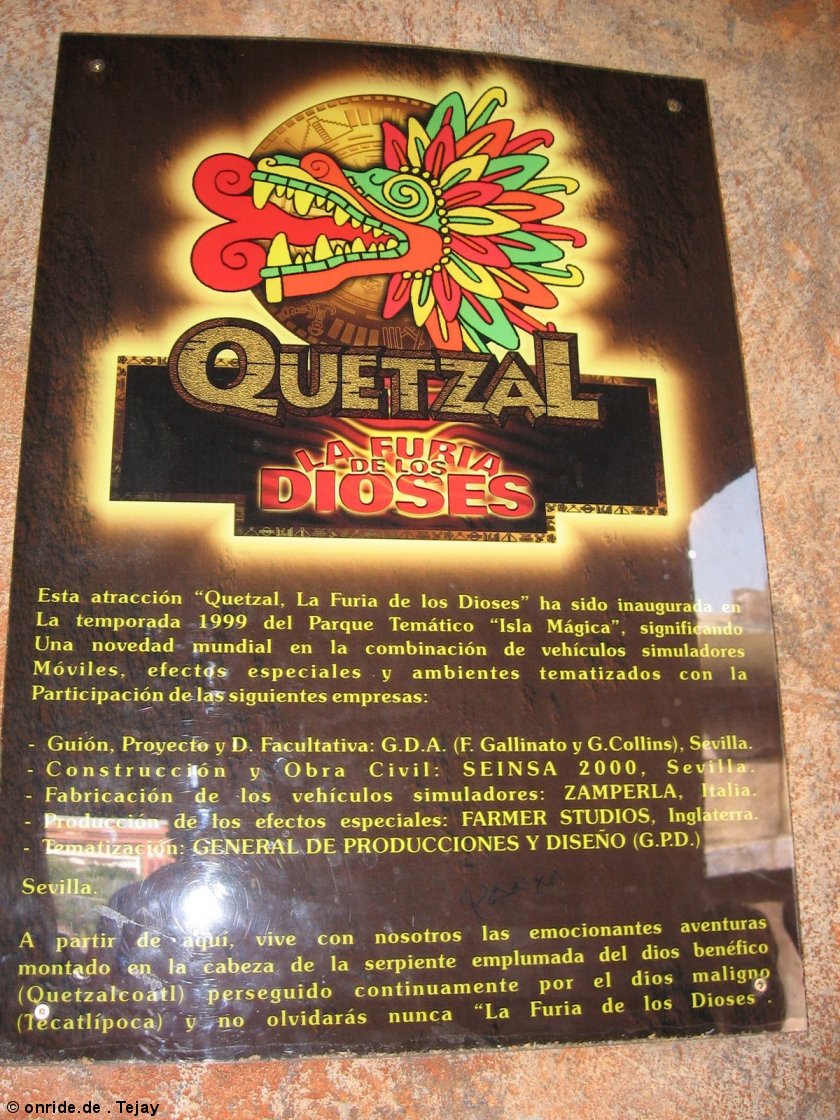 QUETZAL
LA FURIA
DE LOS
DIOSES
Esta atracción “Quetzal, La Furia de los Dioses” ha sido inaugurada en
La temporada 1999 del Parque Temático “Isla Mágica”, significando
Una novedad mundial en la combinación de vehículos simuladores
Móviles, efectos especiales y ambientes tematizados con la
Participación de las siguientes empresas:
- Guión, Proyecto y D. Facultativa: G.D.A. (F. Gallinato y G.Collins), Sevilla.
- Construcción y Obra Civil: SEINSA 2000, Sevilla.
- Fabricación de los vehículos simuladores: ZAMPERLA, Italia.
- Producción de los efectos especiales: FARMER STUDIOS, Inglaterra.
- Tematización: GENERAL DE PRODUCCIONES Y DISEÑO (G.P.D.)
Sevilla.
A partir de aquí, vive con nosotros las emocionantes aventuras
montado en la cabeza de la serpiente emplumada del dios benéfico
(Quetzalcoatl) perseguido continuamente por el dios maligno
(Tecatlípoca) y no olvidarás nunca “La Furia de los Dioses”.
© onride.de . Tejay